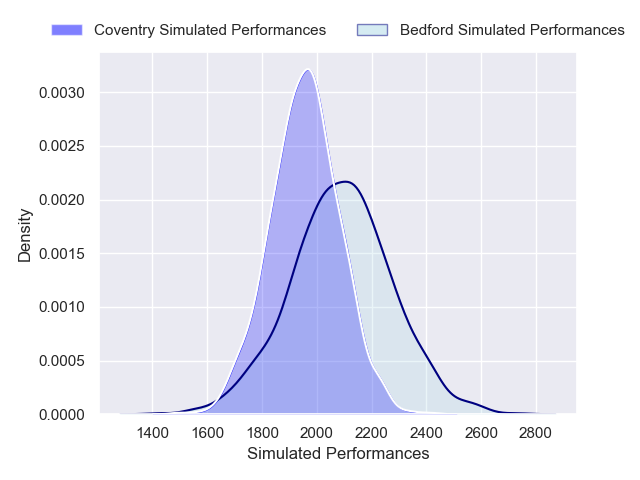 Coventry Simulated Performances Bedford Simulated Performances
0.0030
0.0025
0.0020
0.0015
0.0010
0.0005
0.0000
Density
1400 1600 1800 2000 2200 2400 2600 2800
Simulated Performances